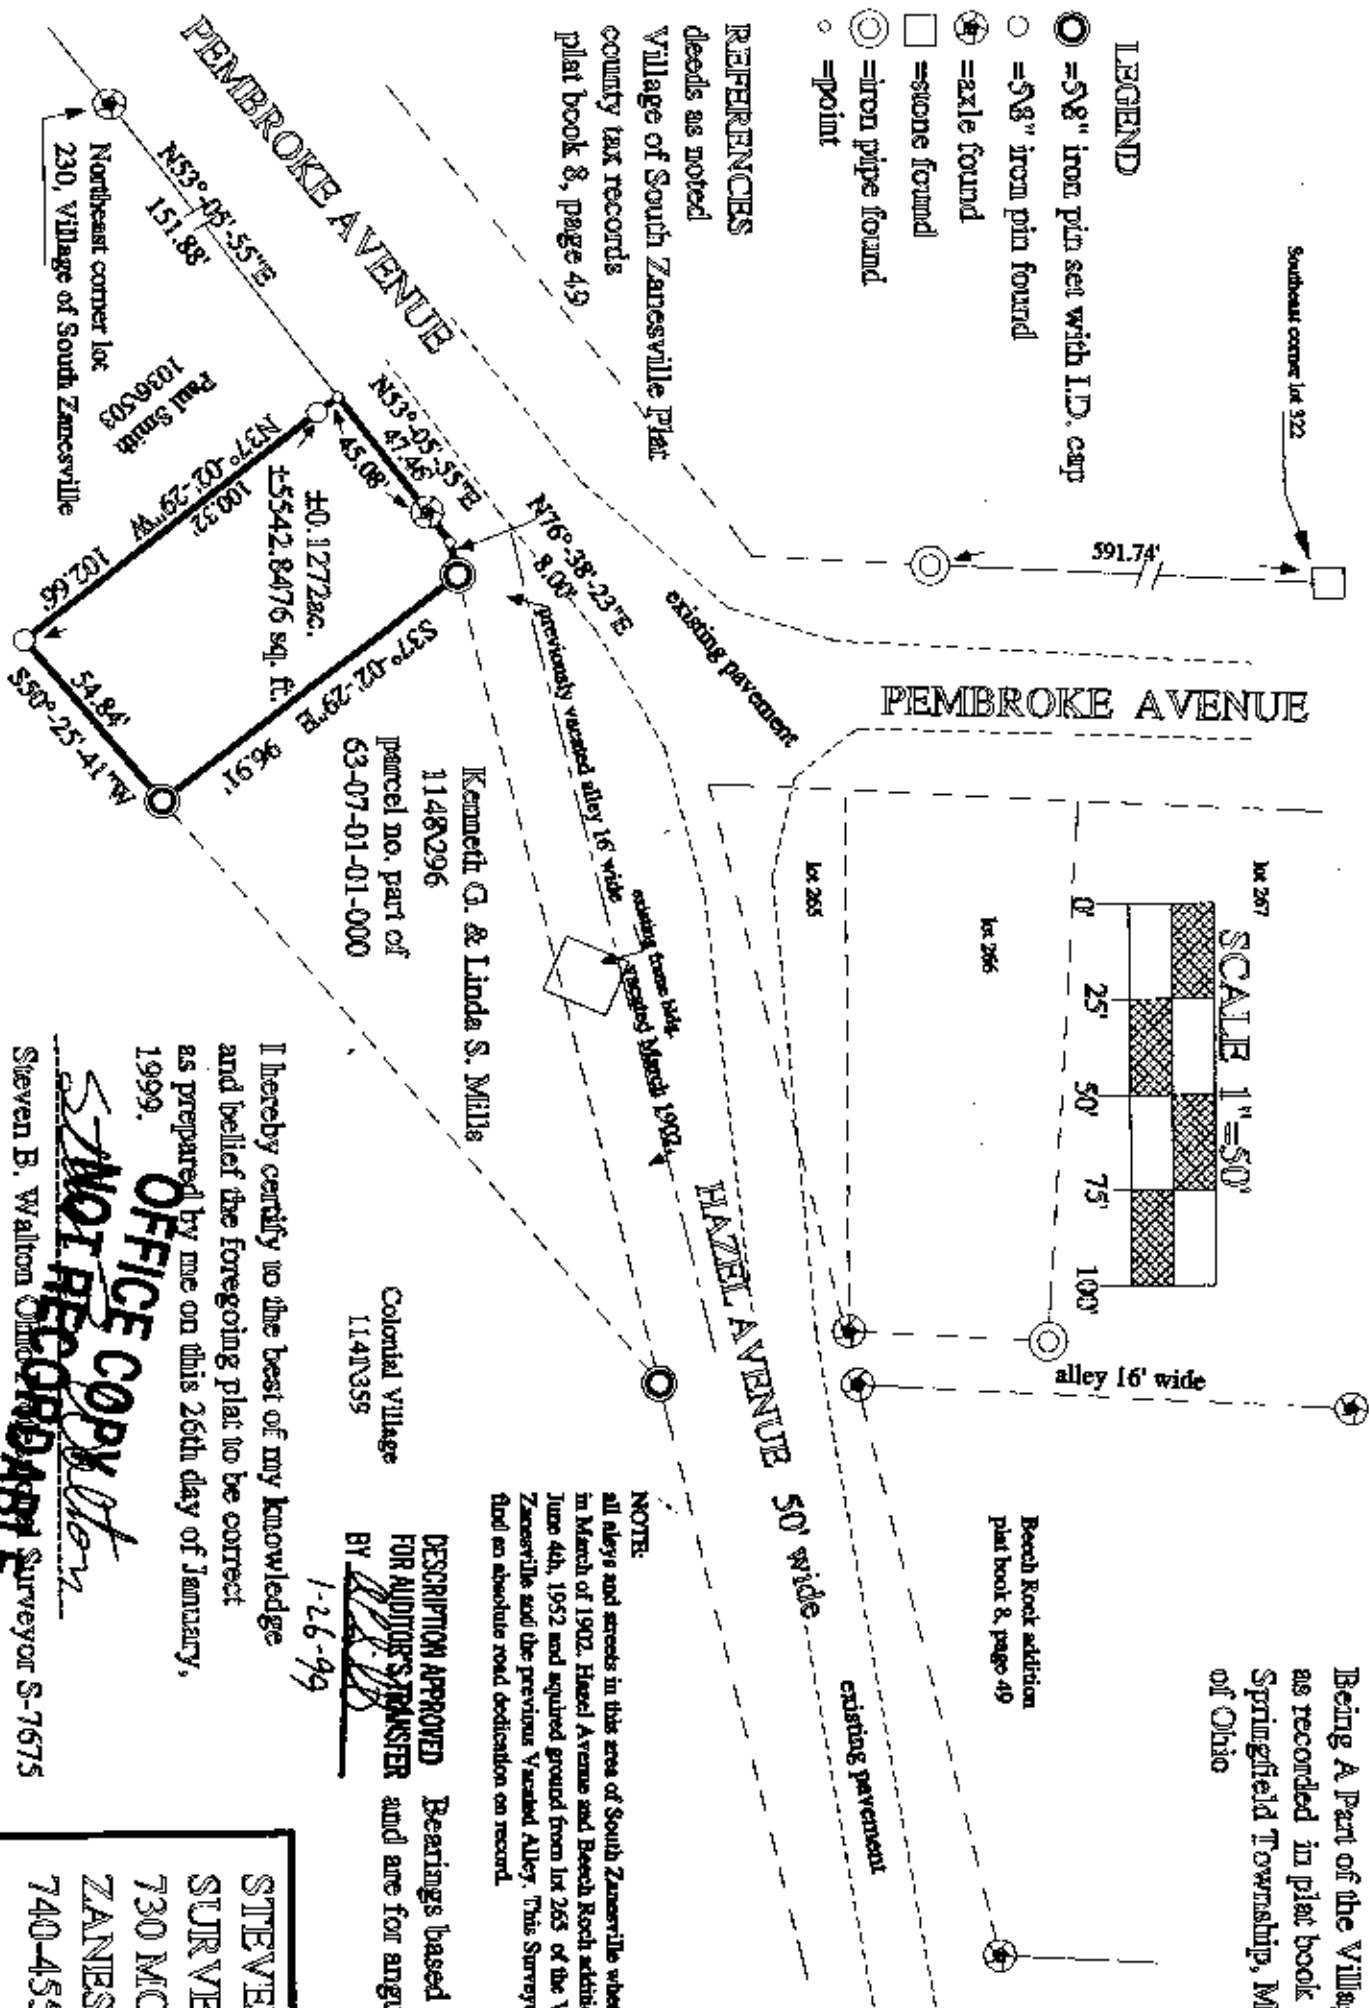 LEGEND
=5\8" iron pin set with I.D. cap
=5\8" iron pin found
=axle found
=stone found
=iron pipe found
=point
REFERENCES
deeds as noted
Village of South Zanesville Plat
county tax records
plat book 8, page 49
Southeast corner lot 322
591.74'
PEMBROKE AVENUE
PEMBROKE AVENUE
existing pavement
N53°-05'-55"E
151.88'
Northeast corner lot
230, Village of South Zanesville
Paul Smith
1036\503
N53°-05'-55"E
47.46
45.08'
N76°-38'-23"E
8.00'
±0.1272ac.
±5542.8476 sq. ft.
N37°-02'-29"W
100.32'
102.66'
S37°-02'-29"E
96.91'
54.84'
S50°-25'-41"W
previously vacated alley 16' wide
existing frame bldg.
vacated March 1902
Kenneth G. & Linda S. Mills
1148\296
parcel no. part of
63-07-01-01-000
lot 267
lot 266
lot 265
SCALE 1"=50'
0' 25' 50' 75' 100'
alley 16' wide
HAZEL AVENUE 50' wide
existing pavement
Beech Rock addition
plat book 8, page 49
Being A Part of the Villag
as recorded in plat book
Springfield Township, M
of Ohio
Colonial Village
1141\359
NOTE:
all aleys and streets in this area of South Zanesville when
in March of 1902. Hazel Avenue and Beech Roch additi
June 4th, 1952 and aquired ground from lot 265 of the V
Zanesville and the previous Vacated Alley. This Surveyo
find an absolute road dedication on record.
DESCRIPTION APPROVED
FOR AUDITOR'S TRANSFER
BY
1-26-99
Bearings based
and are for angu
I hereby certify to the best of my knowledge
and belief the foregoing plat to be correct
as prepared by me on this 26th day of January,
1999.
OFFICE COPY
NOT RECORDABLE
Steven B. Walton Ohio Surveyor S-7675
STEVE
SURVE
730 MC
ZANES
740-45